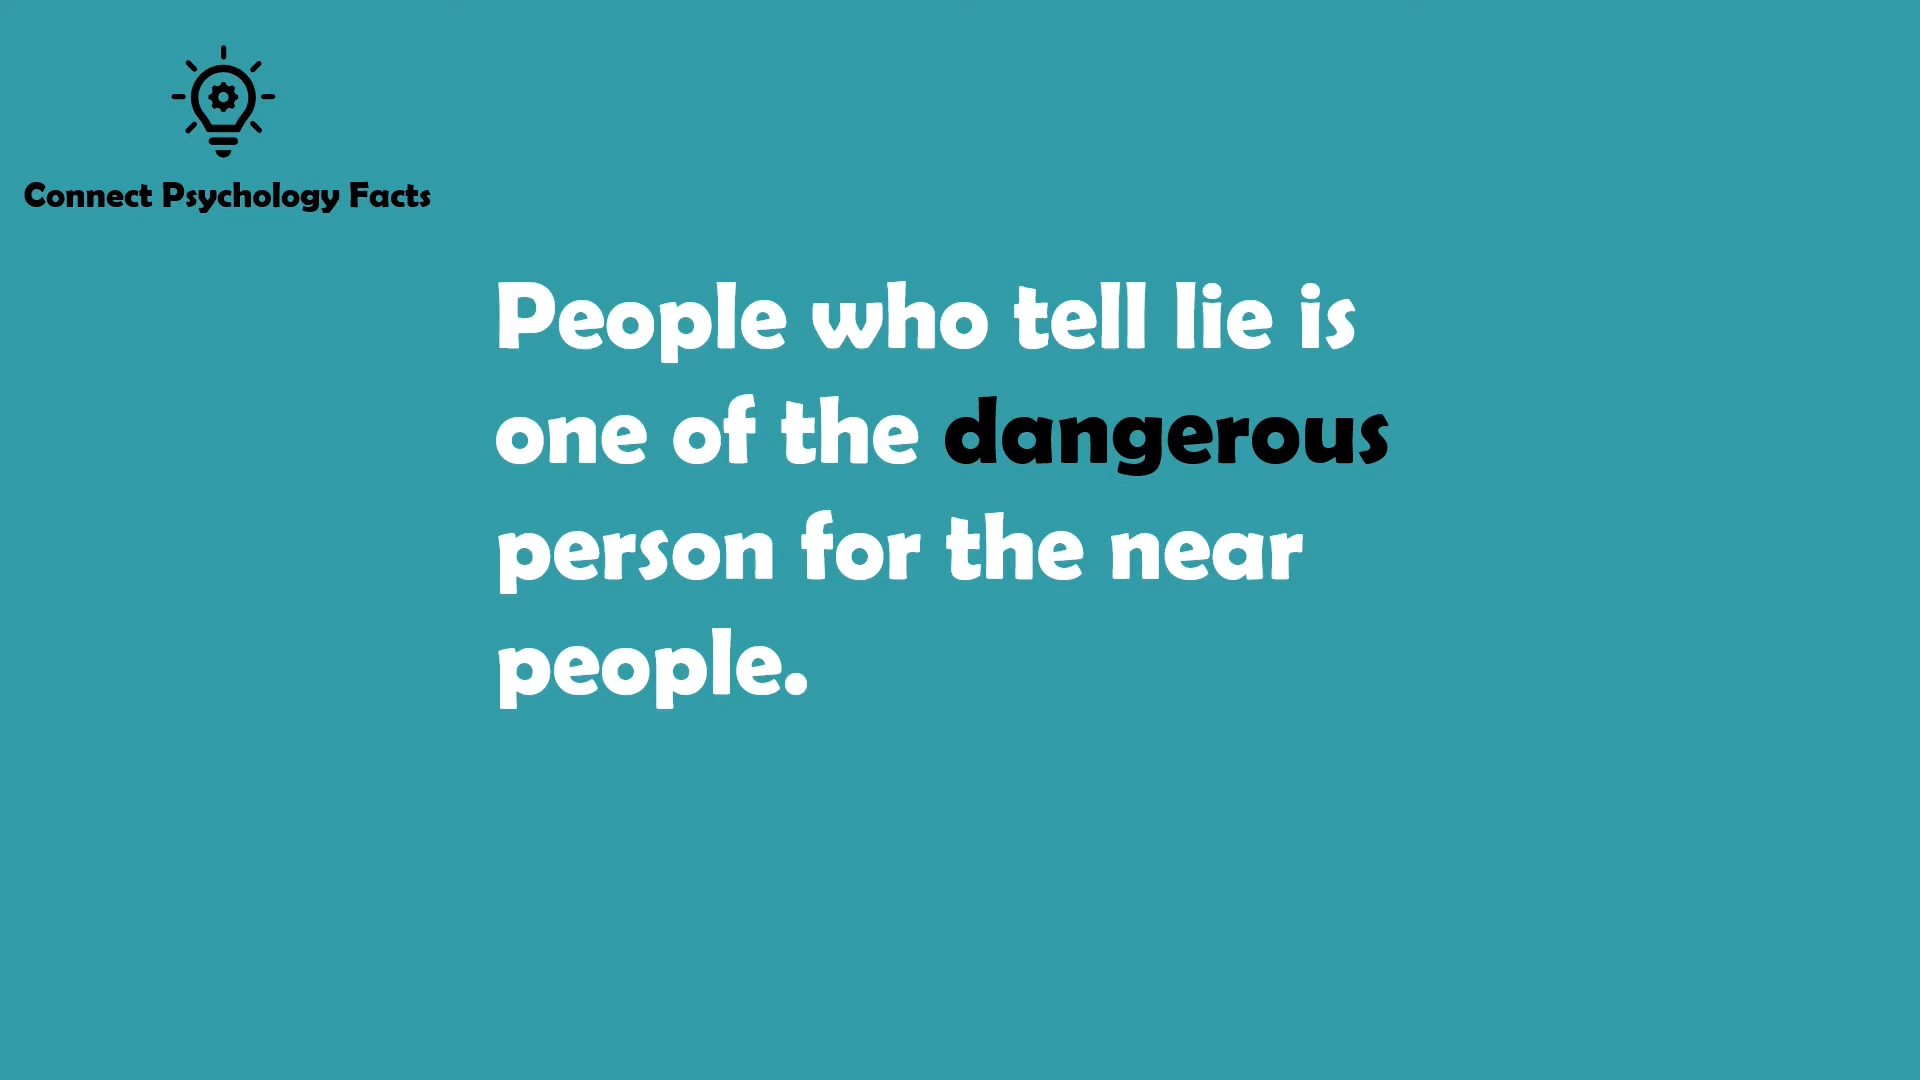 Connect Psychology Facts
People who tell lie is
one of the dangerous
person for the near
people.